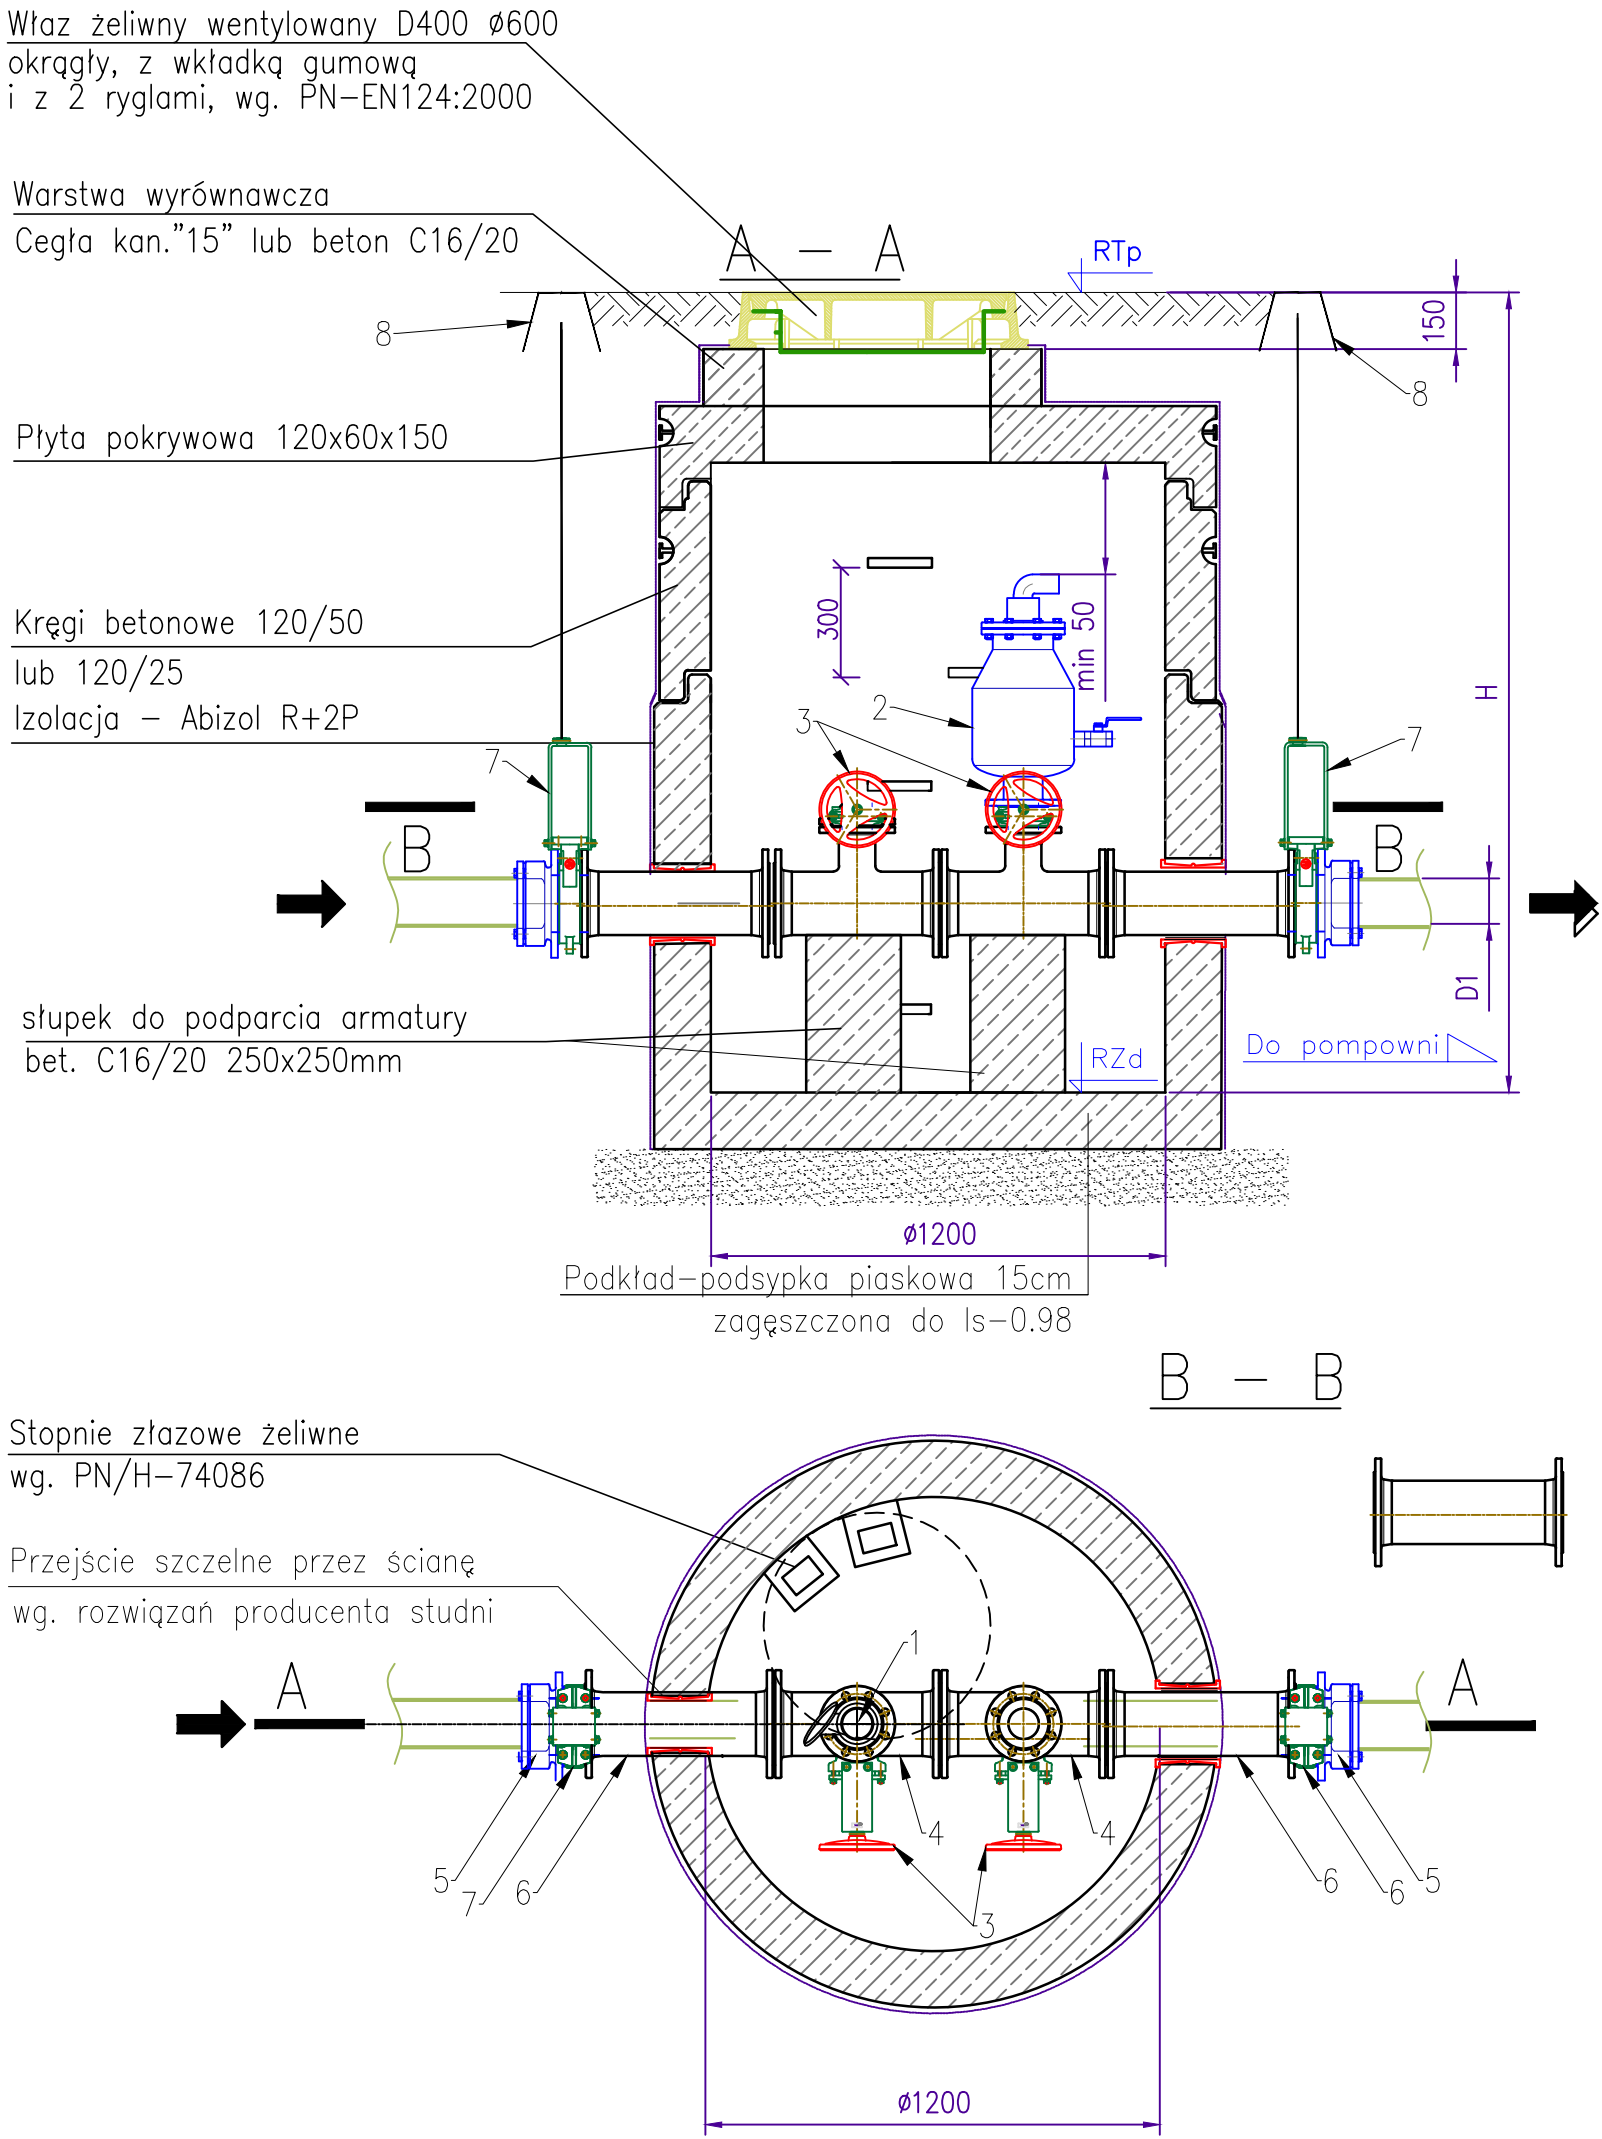 Właz żeliwny wentylowany D400 ø600
okrągły, z wkładką gumową
i z 2 ryglami, wg. PN-EN124:2000
Warstwa wyrównawcza
Cegła kan."15" lub beton C16/20
A - A
RTp
8
150
8
Płyta pokrywowa 120x60x150
Kręgi betonowe 120/50
lub 120/25
Izolacja - Abizol R+2P
300
min 50
H
2
3
7
7
B
B
słupek do podparcia armatury
bet. C16/20 250x250mm
D1
Do pompowni
RZd
ø1200
Podkład-podsypka piaskowa 15cm
zagęszczona do Is-0.98
B - B
Stopnie złazowe żeliwne
wg. PN/H-74086
Przejście szczelne przez ścianę
wg. rozwiązań producenta studni
1
A
A
4
4
5
7
6
3
6
6
5
ø1200